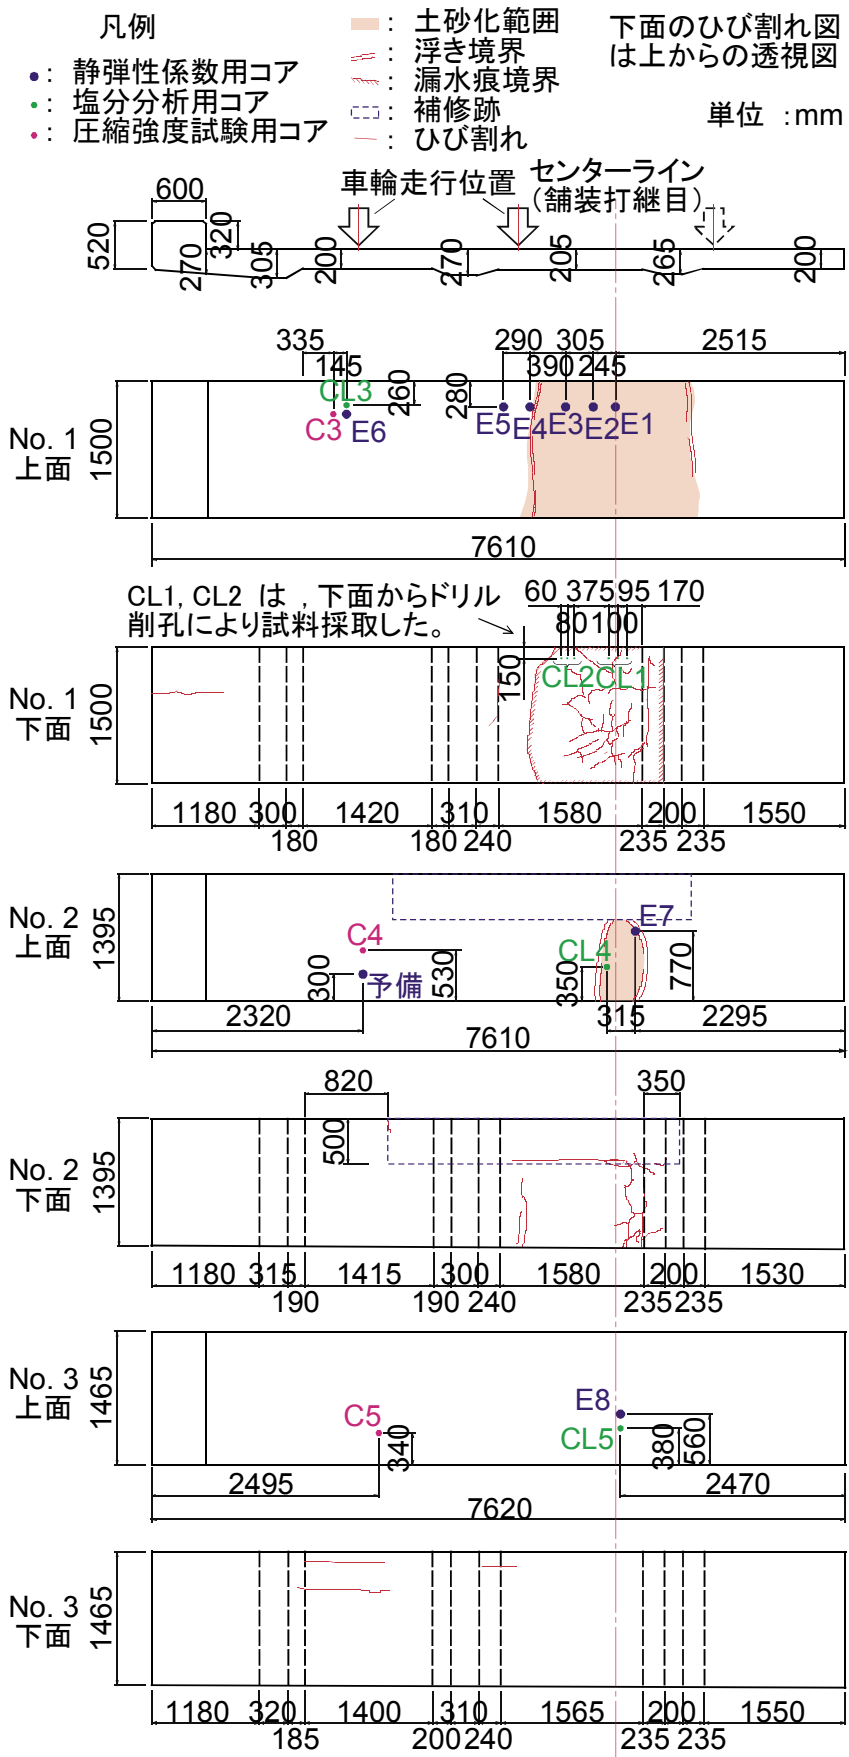 凡例
●： 静弾性係数用コア
●： 塩分分析用コア
●： 圧縮強度試験用コア
： 土砂化範囲
： 浮き境界
： 漏水痕境界
： 補修跡
： ひび割れ
下面のひび割れ図
は上からの透視図
単位 ：mm
車輪走行位置
センターライン
（舗装打継目）
600
520
320
270
305
200
270
205
265
200
335
145
260
290 305
390 245
2515
280
CL3
C3 E6
E5 E4 E3 E2 E1
No. 1
上面
1500
7610
CL1, CL2 は，下面からドリル
削孔により試料採取した。
60 375 95 170
80 100
150
CL2 CL1
No. 1
下面
1500
1180 300 1420 310 1580 200 1550
180 180 240 235 235
No. 2
上面
1395
C4
予備
300
530
CL4
E7
350
770
2320 315 2295
7610
820 350
500
No. 2
下面
1395
1180 315 1415 300 1580 200 1530
190 190 240 235 235
No. 3
上面
1465
C5
340
E8
CL5
380
560
2495 2470
7620
No. 3
下面
1465
1180 320 1400 310 1565 200 1550
185 200 240 235 235